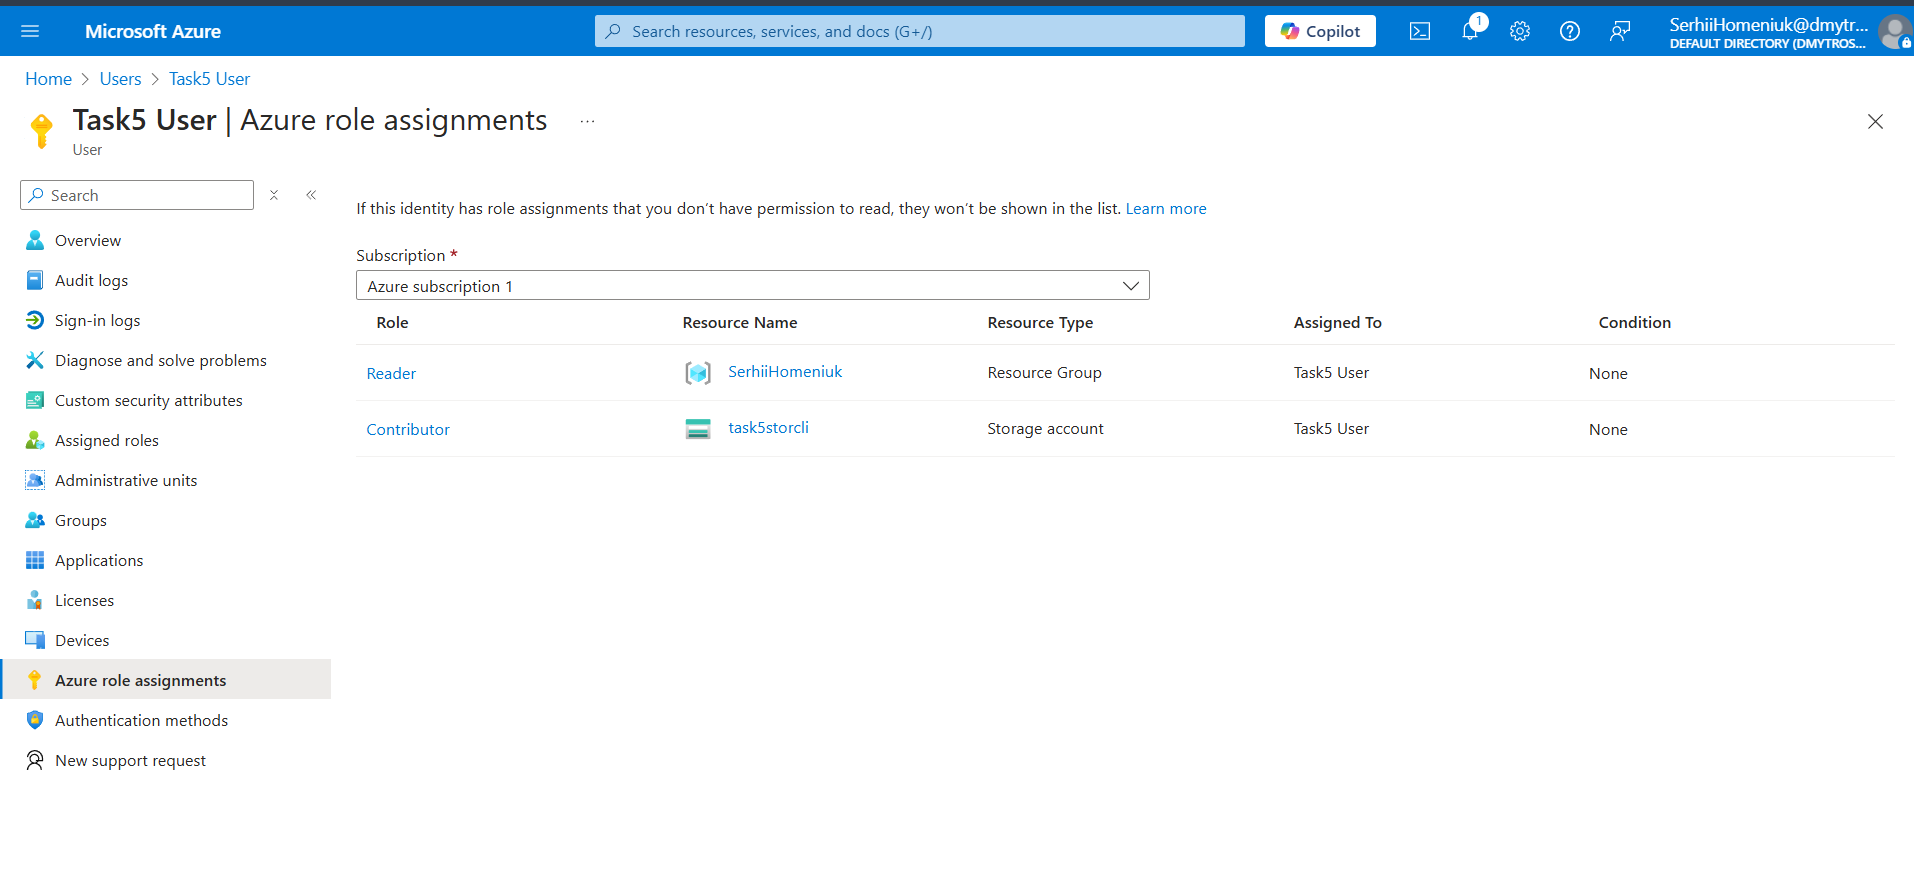 Microsoft Azure
Search resources, services, and docs (G+/)
Copilot
1
SerhiiHomeniuk@dmytr...
DEFAULT DIRECTORY (DMYTROS...
Home > Users > Task5 User
Task5 User | Azure role assignments ...
User
Search
Overview
Audit logs
Sign-in logs
Diagnose and solve problems
Custom security attributes
Assigned roles
Administrative units
Groups
Applications
Licenses
Devices
Azure role assignments
Authentication methods
New support request
If this identity has role assignments that you don’t have permission to read, they won’t be shown in the list. Learn more
Subscription *
Azure subscription 1
Role Resource Name Resource Type Assigned To Condition
Reader SerhiiHomeniuk Resource Group Task5 User None
Contributor task5storcli Storage account Task5 User None